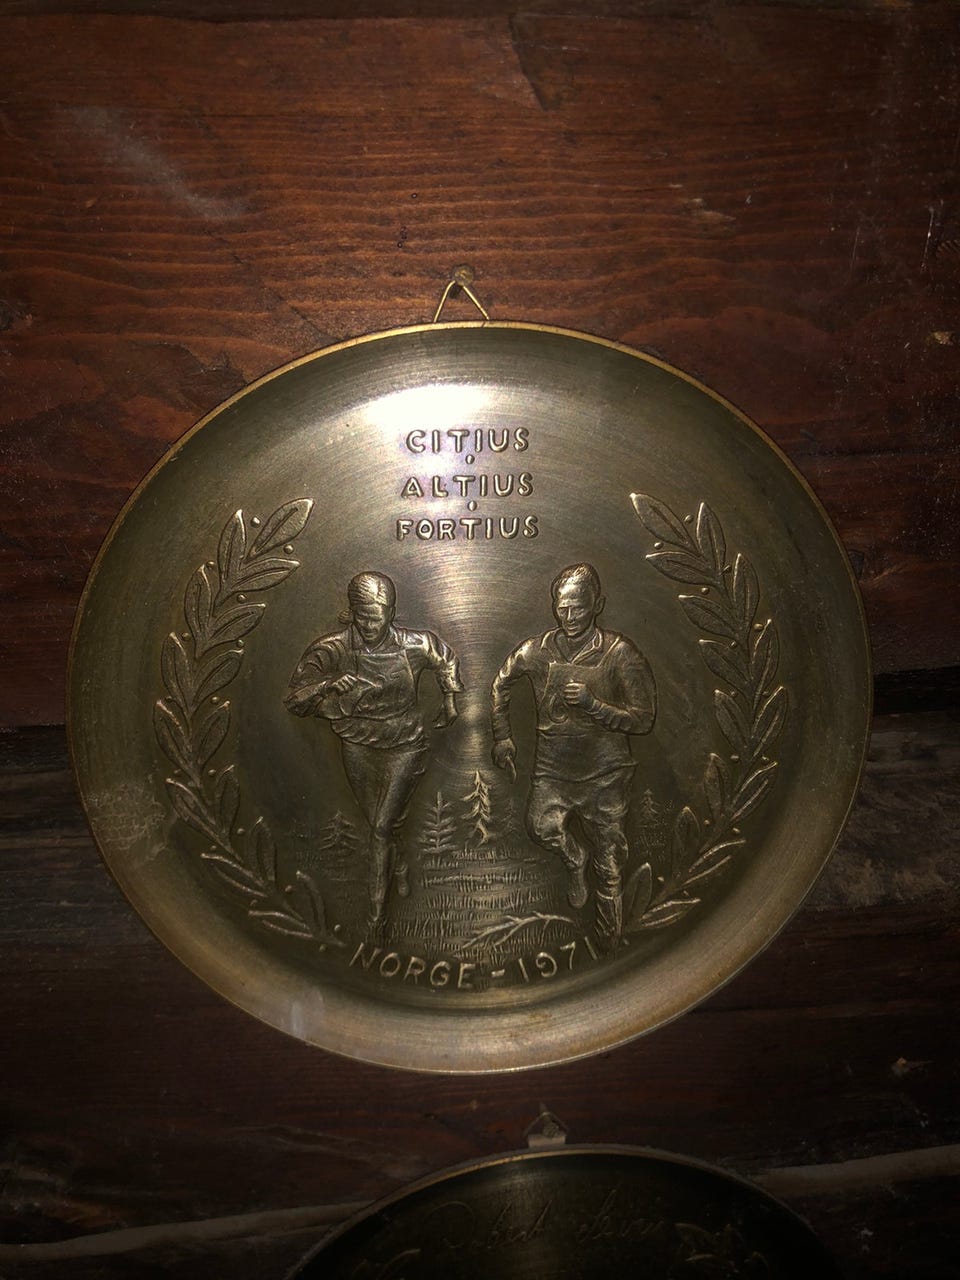 CITIUS
ALTIUS
FORTIUS
NORGE - 1971